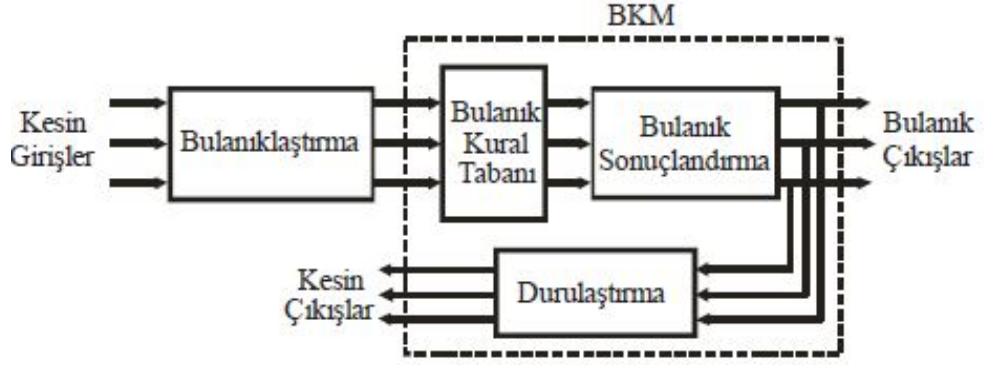 BKM
Kesin
Girişler
Bulanıklaştırma
Bulanık
Kural
Tabanı
Bulanık
Sonuçlandırma
Bulanık
Çıkışlar
Kesin
Çıkışlar
Durulaştırma